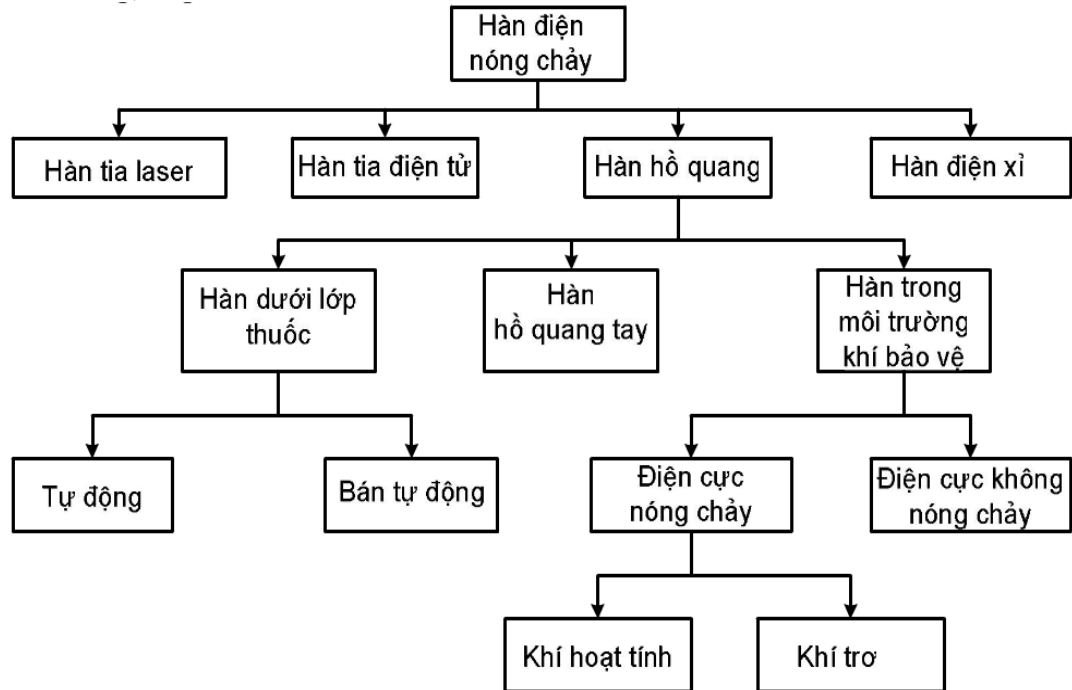 Hàn điện
nóng chảy
Hàn tia laser
Hàn tia điện tử
Hàn hồ quang
Hàn điện xỉ
Hàn dưới lớp
thuốc
Hàn
hồ quang tay
Hàn trong
môi trường
khí bảo vệ
Tự động
Bán tự động
Điện cực
nóng chảy
Điện cực không
nóng chảy
Khí hoạt tính
Khí trơ